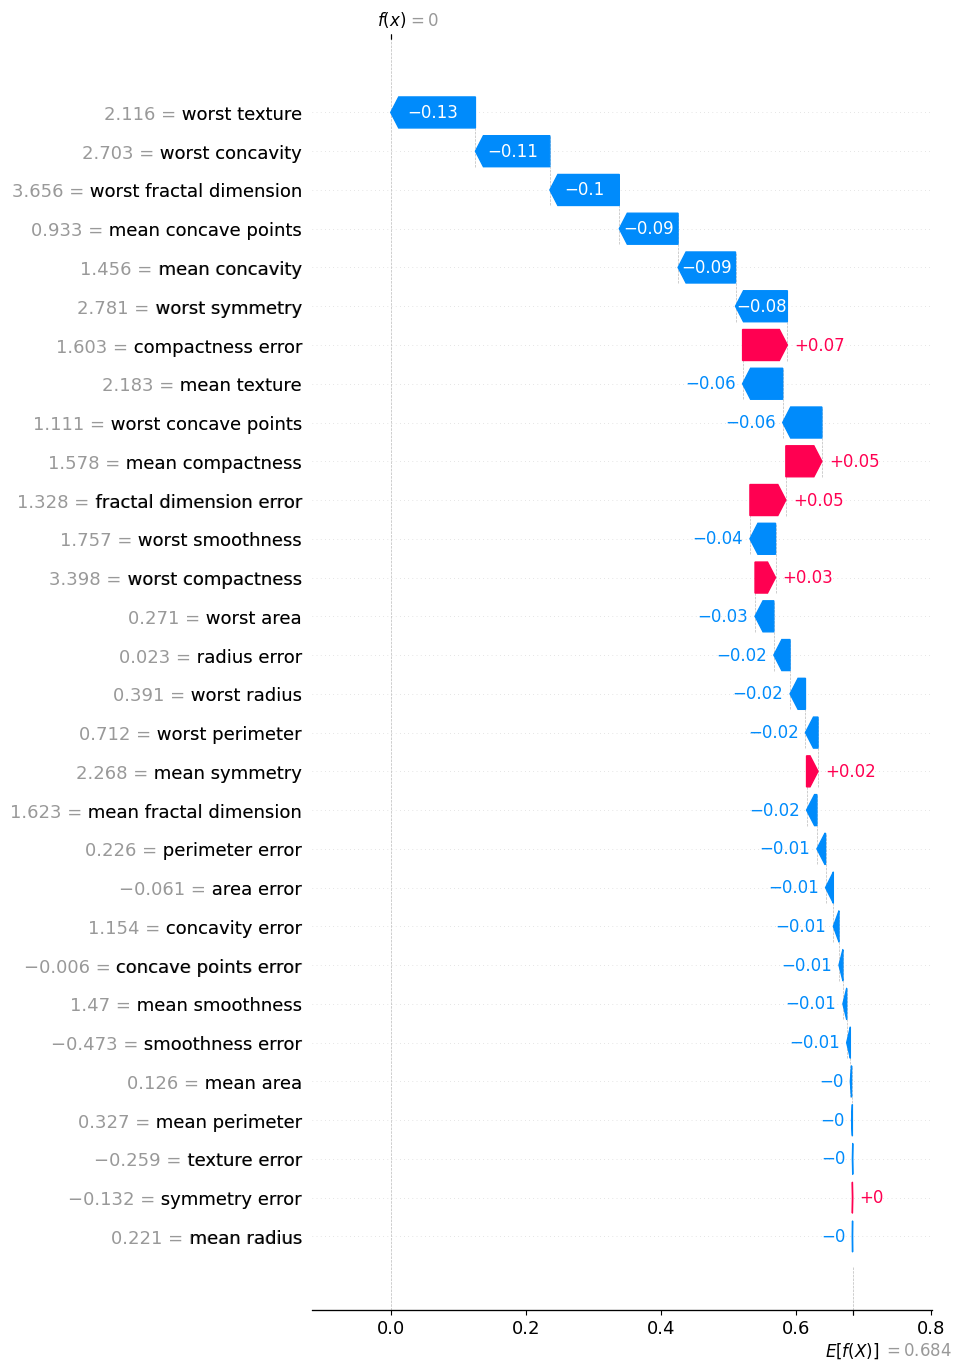 f(x) = 0
2.116 = worst texture −0.13
2.703 = worst concavity −0.11
3.656 = worst fractal dimension −0.1
0.933 = mean concave points −0.09
1.456 = mean concavity −0.09
2.781 = worst symmetry −0.08
1.603 = compactness error +0.07
2.183 = mean texture −0.06
1.111 = worst concave points −0.06
1.578 = mean compactness +0.05
1.328 = fractal dimension error +0.05
1.757 = worst smoothness −0.04
3.398 = worst compactness +0.03
0.271 = worst area −0.03
0.023 = radius error −0.02
0.391 = worst radius −0.02
0.712 = worst perimeter −0.02
2.268 = mean symmetry +0.02
1.623 = mean fractal dimension −0.02
0.226 = perimeter error −0.01
−0.061 = area error −0.01
1.154 = concavity error −0.01
−0.006 = concave points error −0.01
1.47 = mean smoothness −0.01
−0.473 = smoothness error −0.01
0.126 = mean area −0
0.327 = mean perimeter −0
−0.259 = texture error −0
−0.132 = symmetry error +0
0.221 = mean radius −0
0.0 0.2 0.4 0.6 0.8
E[f(X)] = 0.684